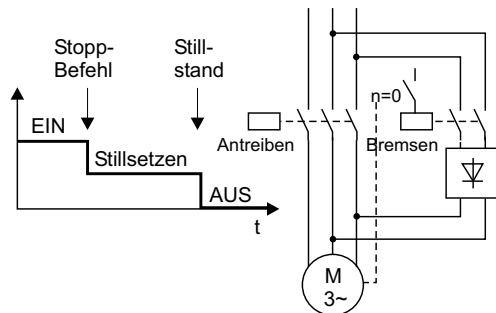 Stopp-
Befehl
Still-
stand
EIN
Stillsetzen
AUS
t
n=0
Antreiben
Bremsen
M
3~